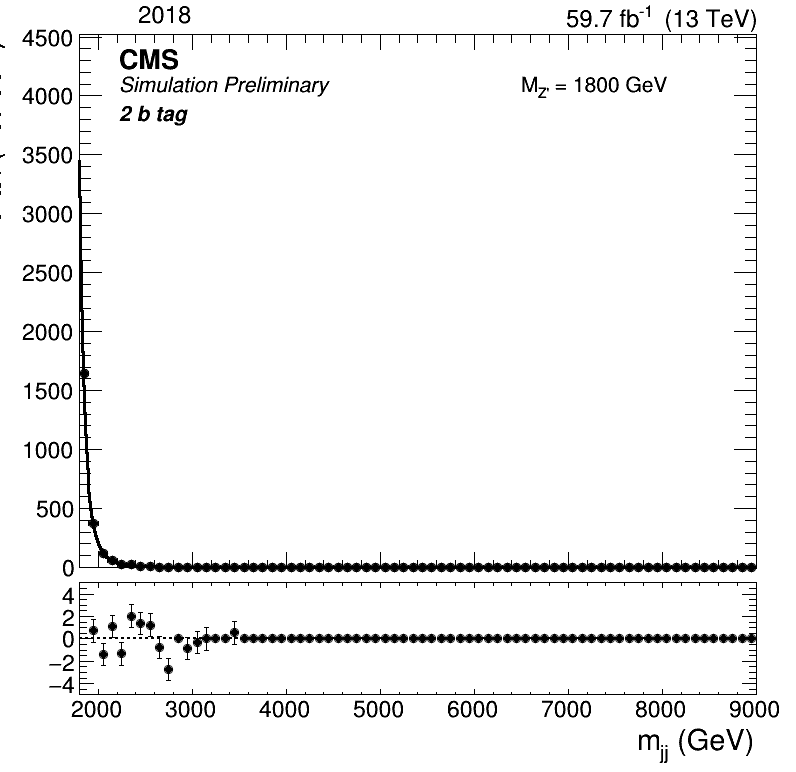 2018
59.7 fb⁻¹ (13 TeV)
CMS
Simulation Preliminary
M_Z' = 1800 GeV
2 b tag
4500
4000
3500
3000
2500
2000
1500
1000
500
0
4
2
0
−2
−4
2000 3000 4000 5000 6000 7000 8000 9000
m_jj (GeV)